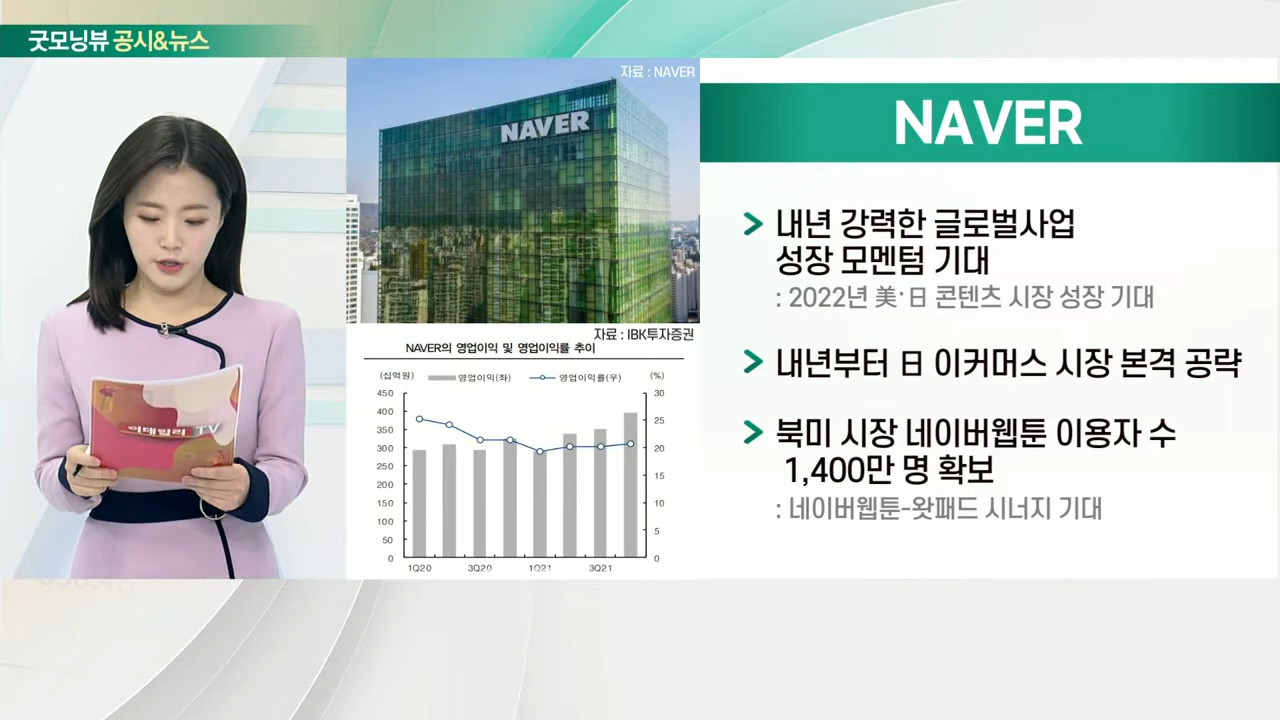 굿모닝뷰 공시&뉴스
이데일리 TV
자료 : NAVER
NAVER
자료 : IBK투자증권
NAVER의 영업이익 및 영업이익률 추이
(십억원) 영업이익(좌) 영업이익률(우) (%)
450 30
400
350 25
300 20
250
200 15
150 10
100
50 5
0 0
1Q20 3Q20 1Q21 3Q21
NAVER
내년 강력한 글로벌사업
성장 모멘텀 기대
: 2022년 美·日 콘텐츠 시장 성장 기대
내년부터 日 이커머스 시장 본격 공략
북미 시장 네이버웹툰 이용자 수
1,400만 명 확보
: 네이버웹툰-왓패드 시너지 기대